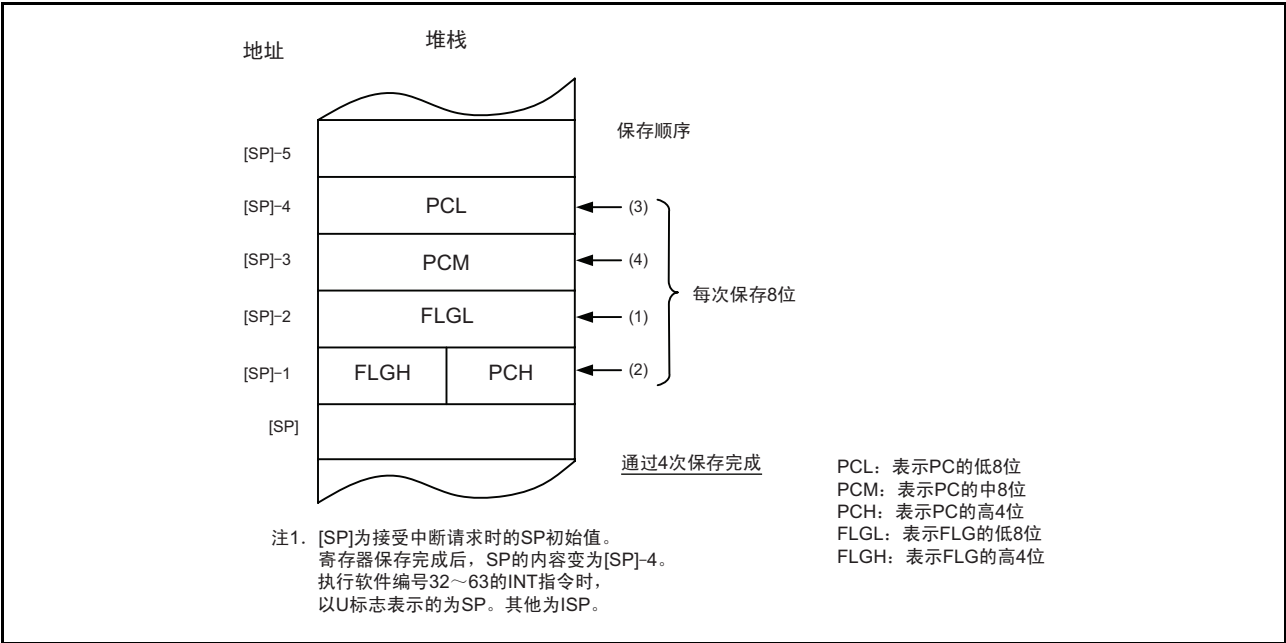 地址
堆栈
保存顺序
[SP]−5
[SP]−4
PCL
(3)
[SP]−3
PCM
(4)
每次保存8位
[SP]−2
FLGL
(1)
[SP]−1
FLGH
PCH
(2)
[SP]
通过4次保存完成
PCL：表示PC的低8位
PCM：表示PC的中8位
PCH：表示PC的高4位
FLGL：表示FLG的低8位
FLGH：表示FLG的高4位
注1. [SP]为接受中断请求时的SP初始值。
寄存器保存完成后，SP的内容变为[SP]−4。
执行软件编号32～63的INT指令时，
以U标志表示的为SP。其他为ISP。